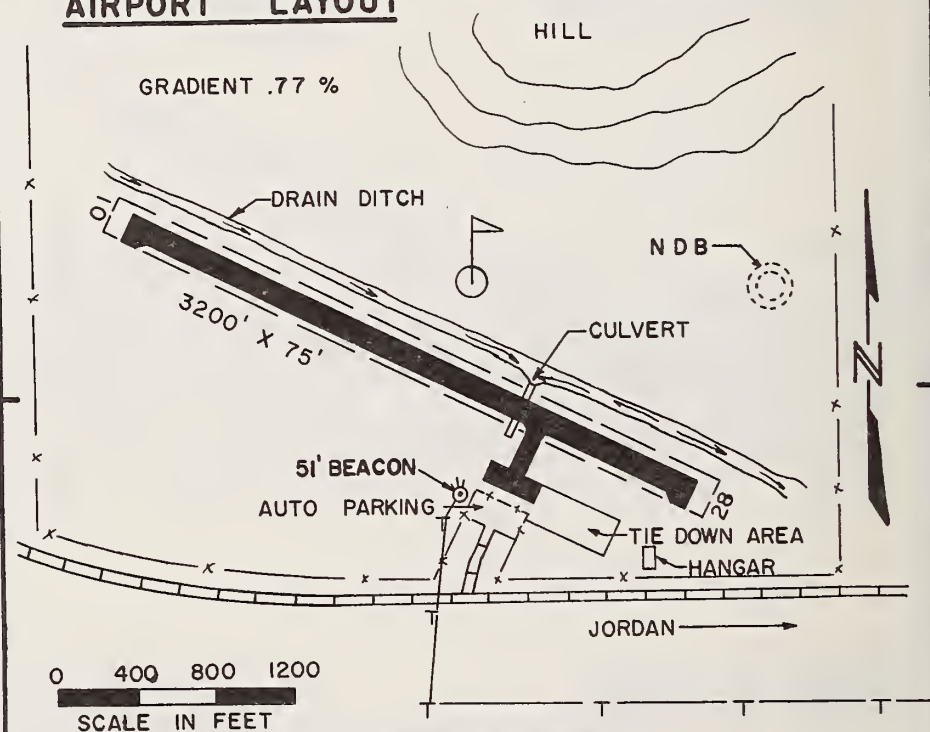 AIRPORT LAYOUT
HILL
GRADIENT .77 %
DRAIN DITCH
10
NDB
3200' X 75'
CULVERT
N
51' BEACON
AUTO PARKING
28
TIE DOWN AREA
HANGAR
JORDAN
0 400 800 1200
SCALE IN FEET
T
T
T T T T